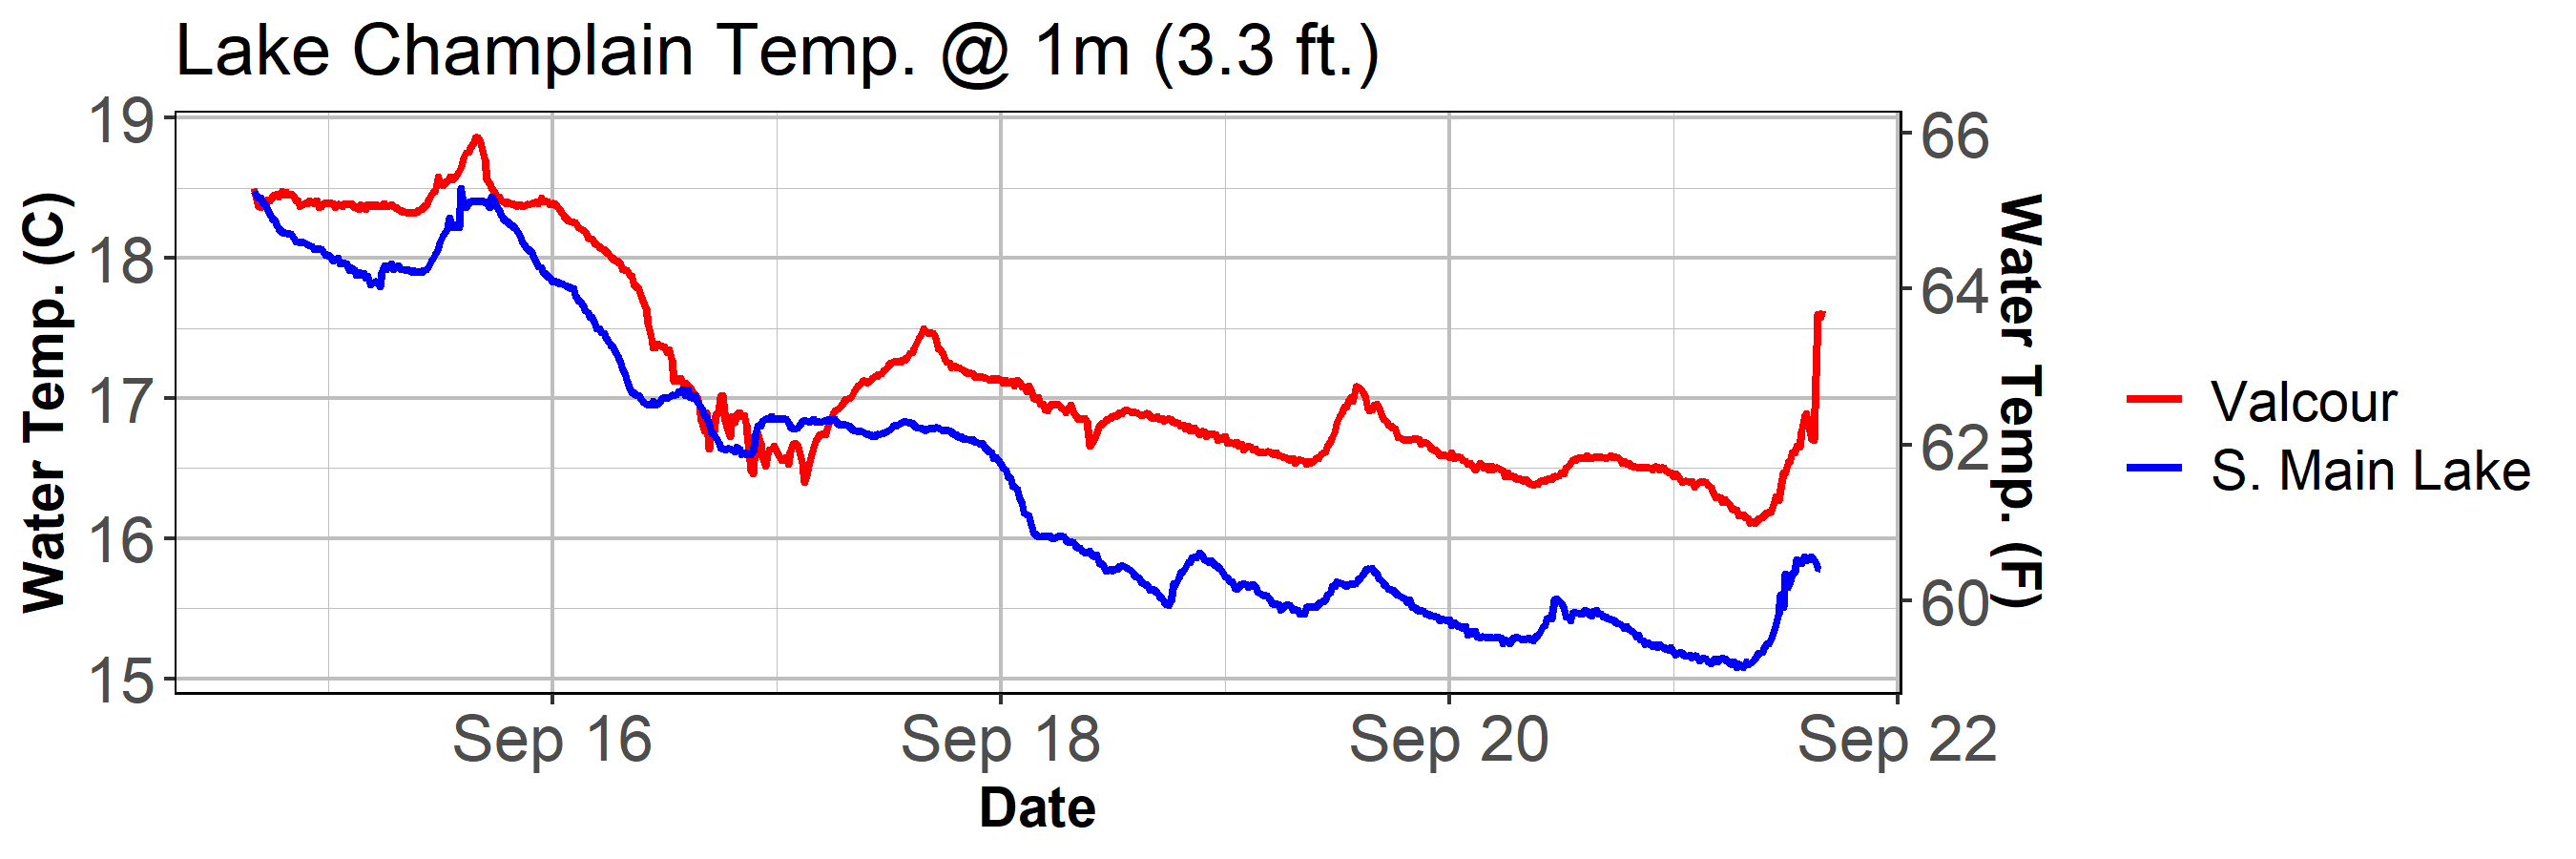 Lake Champlain Temp. @ 1m (3.3 ft.)
Water Temp. (C)
19
18
17
16
15
66
64
62
60
Water Temp. (F)
Sep 16
Sep 18
Sep 20
Sep 22
Date
Valcour
S. Main Lake